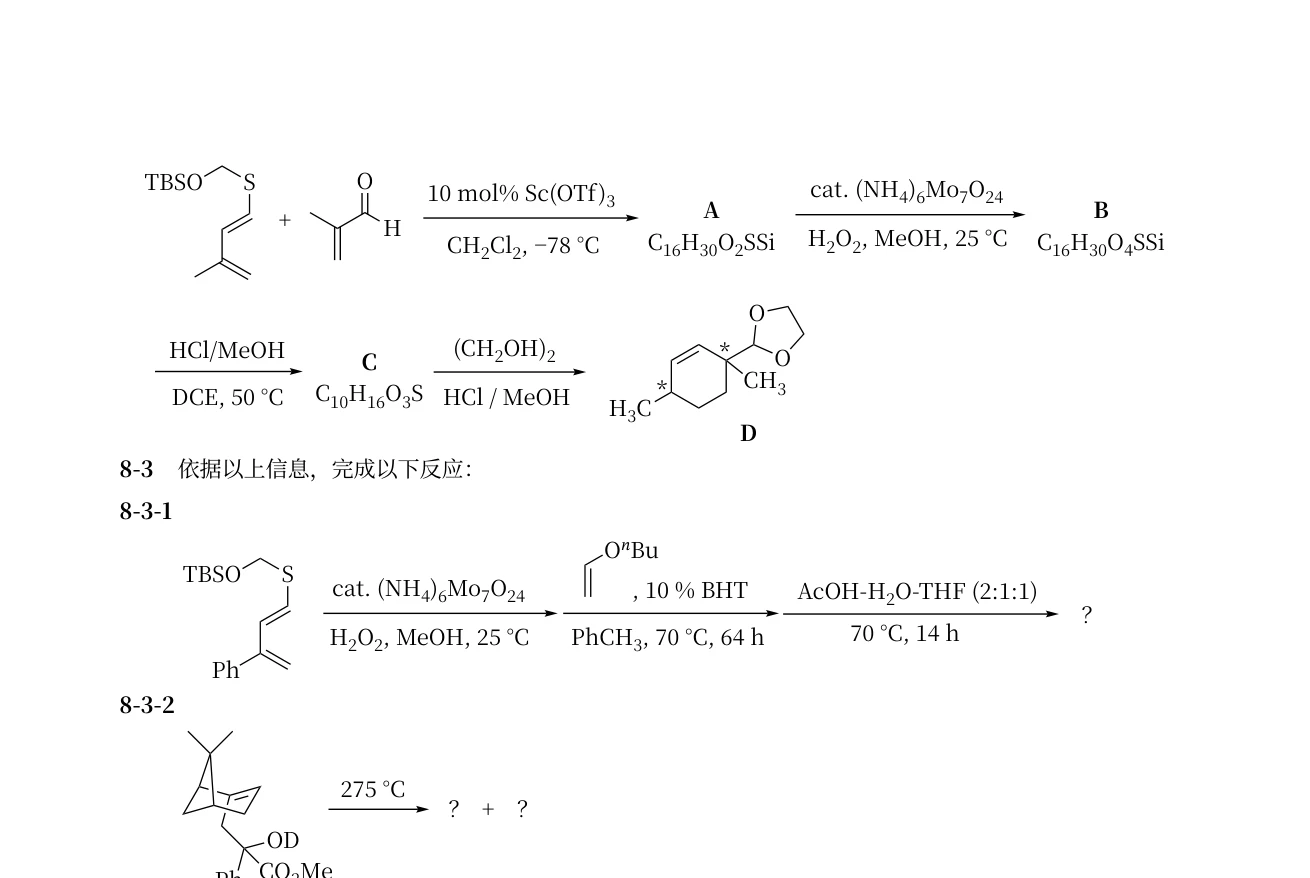 TBSO S
+
O
H
10 mol% Sc(OTf)₃
CH₂Cl₂, −78 °C
A
C₁₆H₃₀O₂SSi
cat. (NH₄)₆Mo₇O₂₄
H₂O₂, MeOH, 25 °C
B
C₁₆H₃₀O₄SSi
HCl/MeOH
DCE, 50 °C
C
C₁₀H₁₆O₃S
(CH₂OH)₂
HCl / MeOH
O
O
*
CH₃
*
H₃C
D
8-3 依据以上信息，完成以下反应：
8-3-1
TBSO S
Ph
cat. (NH₄)₆Mo₇O₂₄
H₂O₂, MeOH, 25 °C
OⁿBu
, 10 % BHT
PhCH₃, 70 °C, 64 h
AcOH-H₂O-THF (2:1:1)
70 °C, 14 h
?
8-3-2
275 °C
? + ?
OD
Ph CO₂Me